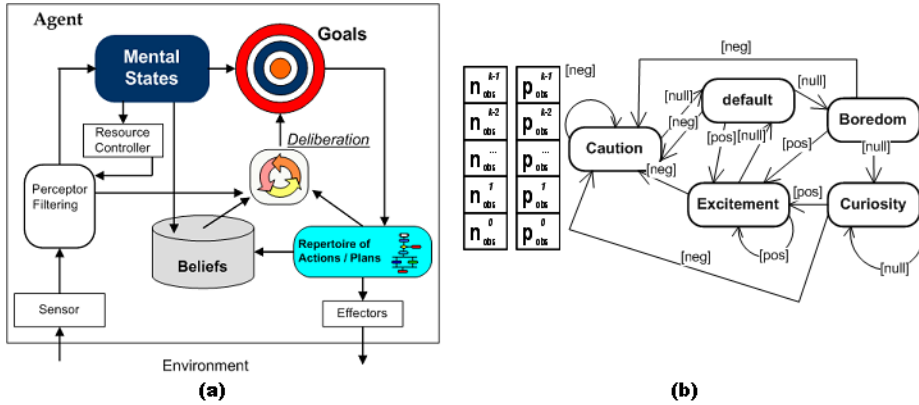 Agent
Goals
Mental
States
Resource
Controller
Deliberation
Perceptor
Filtering
Beliefs
Repertoire of
Actions / Plans
Sensor
Effectors
Environment
(a)
n k-1 obs
p k-1 obs
n k-2 obs
p k-2 obs
n ... obs
p ... obs
n 1 obs
p 1 obs
n 0 obs
p 0 obs
[neg]
[neg]
[null]
default
[null]
[neg]
Boredom
Caution
[pos]
[null]
[pos]
[null]
[neg]
Excitement
[pos]
Curiosity
[pos]
[neg]
[null]
(b)